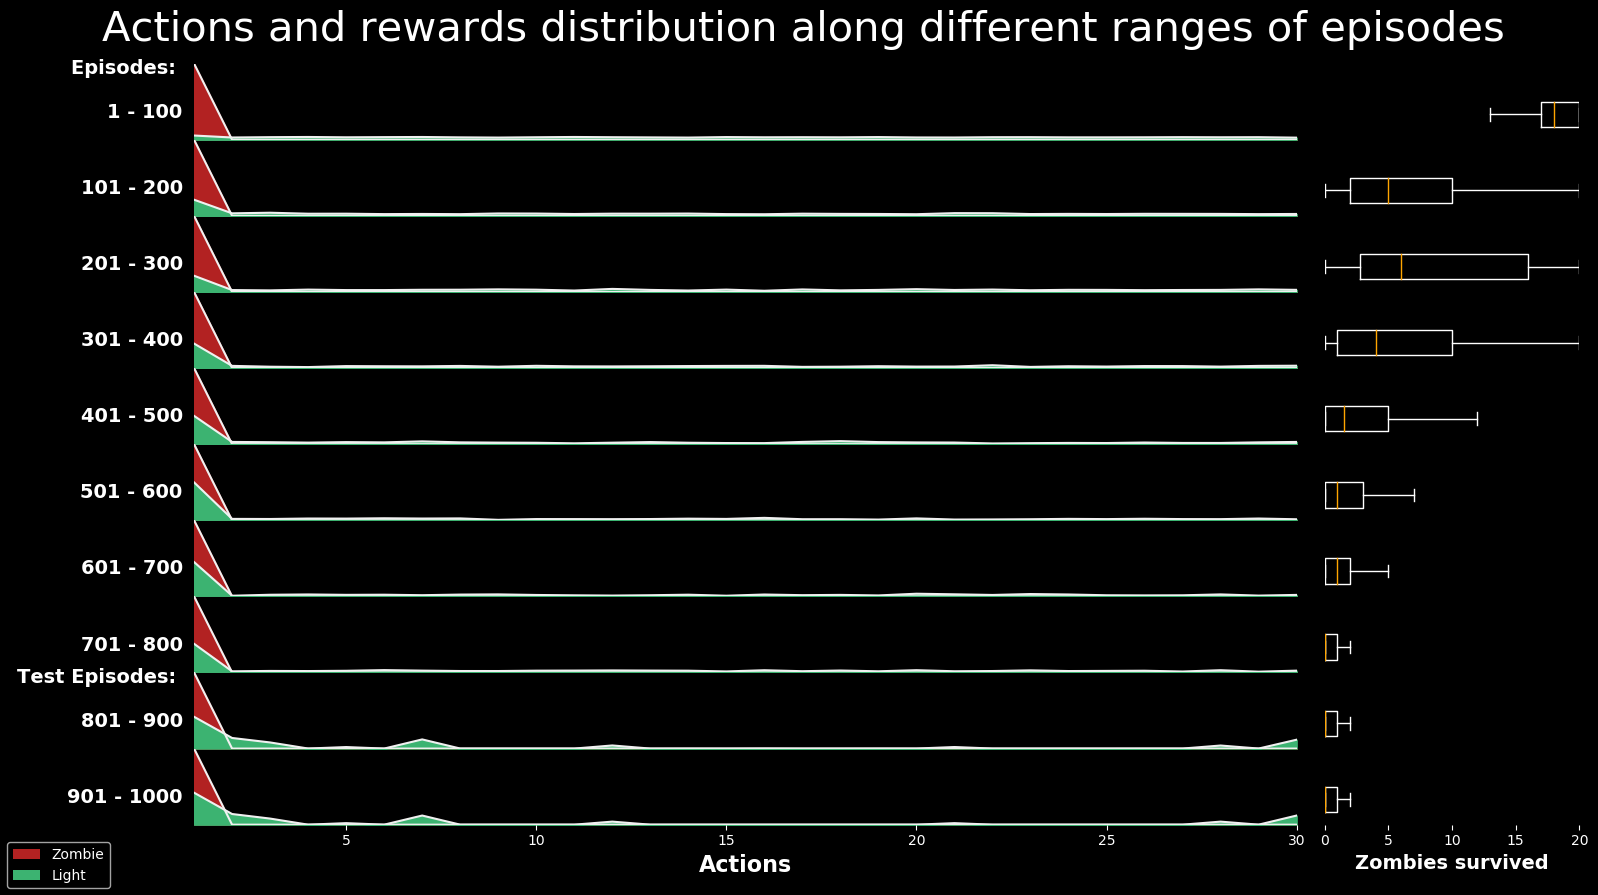 Actions and rewards distribution along different ranges of episodes
Episodes:
1 - 100
101 - 200
201 - 300
301 - 400
401 - 500
501 - 600
601 - 700
701 - 800
Test Episodes:
801 - 900
901 - 1000
5 10 15 20 25 30
Actions
0 5 10 15 20
Zombies survived
Zombie
Light